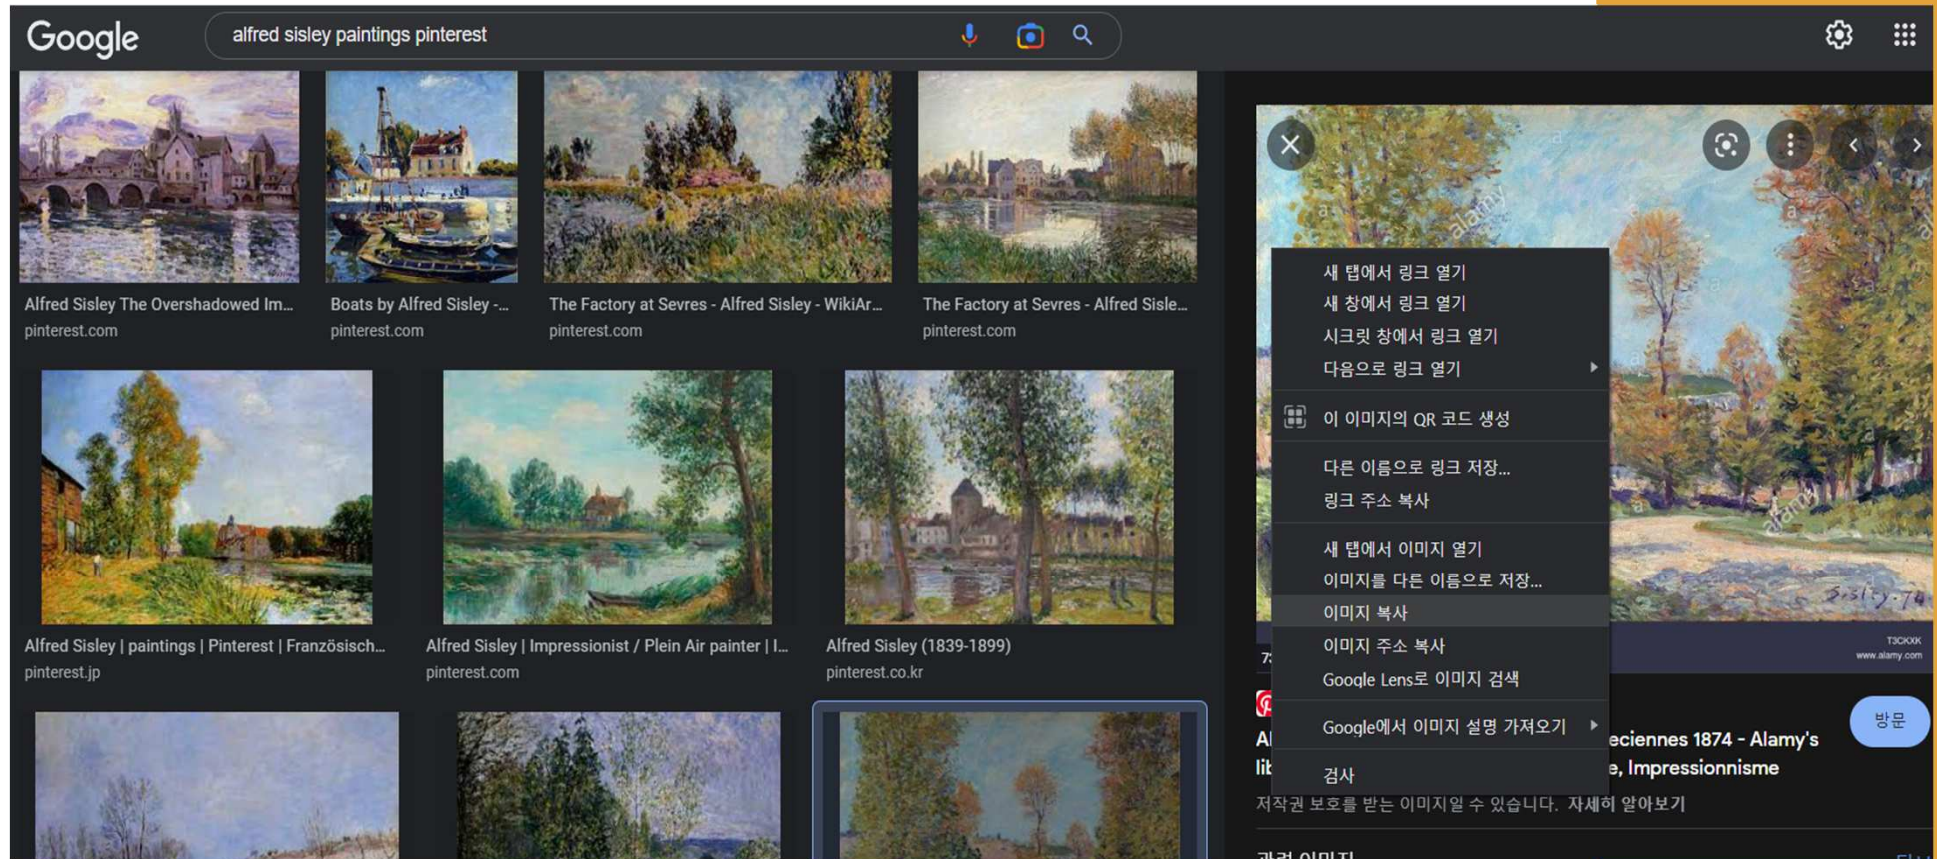 Google
alfred sisley paintings pinterest
Alfred Sisley The Overshadowed Im...
pinterest.com
Boats by Alfred Sisley -...
pinterest.com
The Factory at Sevres - Alfred Sisley - WikiAr...
pinterest.com
The Factory at Sevres - Alfred Sisle...
pinterest.com
Alfred Sisley | paintings | Pinterest | Französisch...
pinterest.jp
Alfred Sisley | Impressionist / Plein Air painter | I...
pinterest.com
Alfred Sisley (1839-1899)
pinterest.co.kr
alamy
새 탭에서 링크 열기
새 창에서 링크 열기
시크릿 창에서 링크 열기
다음으로 링크 열기
이 이미지의 QR 코드 생성
다른 이름으로 링크 저장...
링크 주소 복사
새 탭에서 이미지 열기
이미지를 다른 이름으로 저장...
이미지 복사
이미지 주소 복사
Google Lens로 이미지 검색
Google에서 이미지 설명 가져오기
검사
alamy
Sisley. 74
T3CKXK
www.alamy.com
방문
eciennes 1874 - Alamy's
e, Impressionnisme
저작권 보호를 받는 이미지일 수 있습니다. 자세히 알아보기